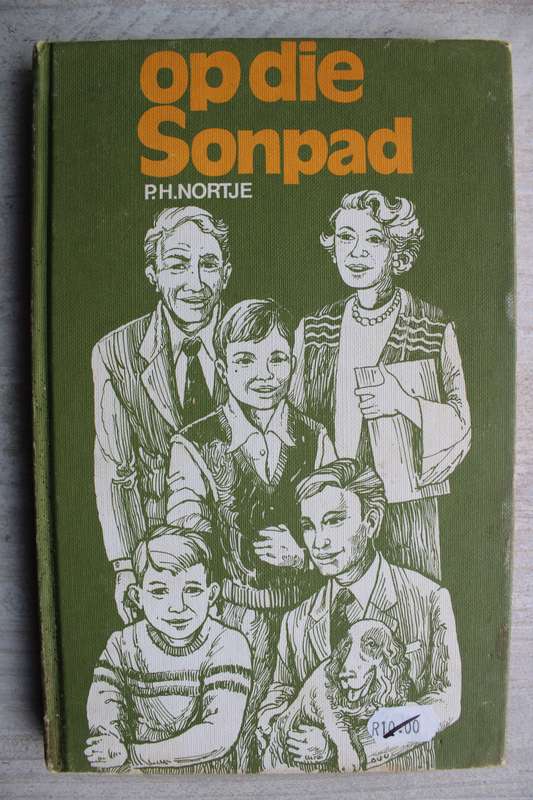 op die
Sonpad
P.H. NORTJE
R10.00